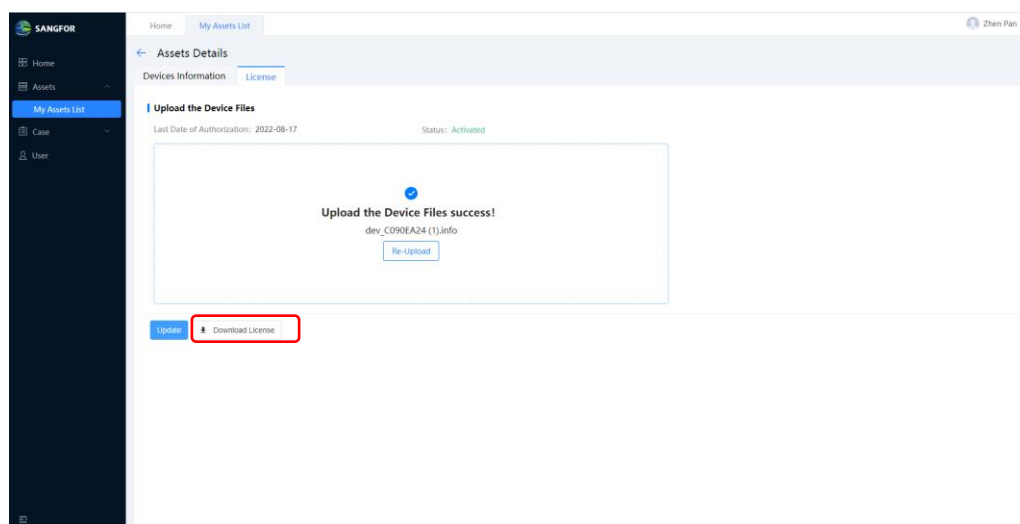 SANGFOR
Home
Assets
My Assets List
Case
User
Home My Assets List
Zhen Pan
Assets Details
Devices Information License
Upload the Device Files
Last Date of Authorization: 2022-08-17 Status: Activated
Upload the Device Files success!
dev_C090EA24 (1).info
Re-Upload
Update Download License